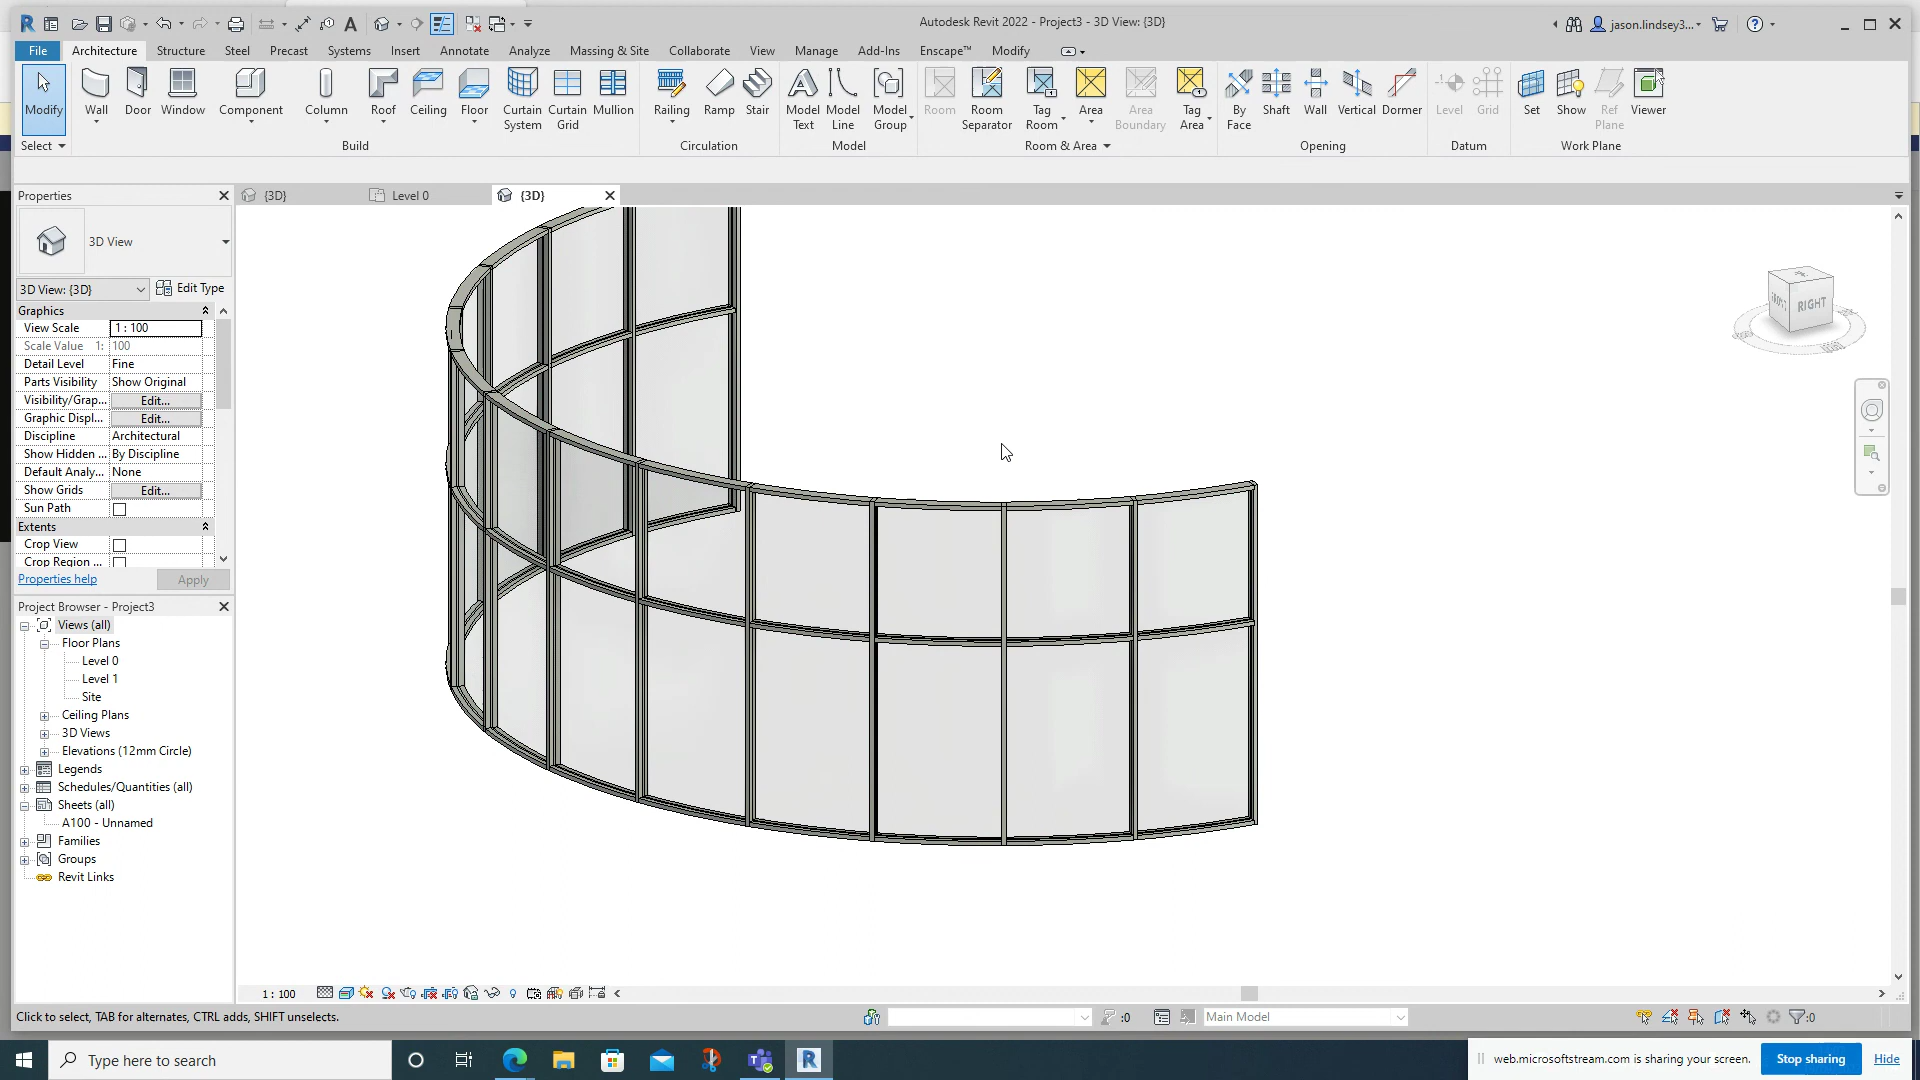 Autodesk Revit 2022 - Project3 - 3D View: {3D}
jason.lindsey3...
File Architecture Structure Steel Precast Systems Insert Annotate Analyze Massing & Site Collaborate View Manage Add-Ins Enscape™ Modify
Modify Wall Door Window Component Column Roof Ceiling Floor Curtain System Curtain Grid Mullion Railing Ramp Stair Model Text Model Line Model Group Room Room Separator Tag Room Area Area Boundary Tag Area By Face Shaft Wall Vertical Dormer Level Grid Set Show Ref Plane Viewer
Select Build Circulation Model Room & Area Opening Datum Work Plane
Properties
{3D} Level 0 {3D}
3D View
3D View: {3D} Edit Type
Graphics
View Scale 1 : 100
Scale Value 1: 100
Detail Level Fine
Parts Visibility Show Original
Visibility/Grap... Edit...
Graphic Displ... Edit...
Discipline Architectural
Show Hidden ... By Discipline
Default Analy... None
Show Grids Edit...
Sun Path
Extents
Crop View
Crop Region ...
Properties help Apply
RIGHT
Project Browser - Project3
Views (all)
Floor Plans
Level 0
Level 1
Site
Ceiling Plans
3D Views
Elevations (12mm Circle)
Legends
Schedules/Quantities (all)
Sheets (all)
A100 - Unnamed
Families
Groups
Revit Links
1 : 100
Click to select, TAB for alternates, CTRL adds, SHIFT unselects.
:0
Main Model
:0
Type here to search
web.microsoftstream.com is sharing your screen. Stop sharing Hide